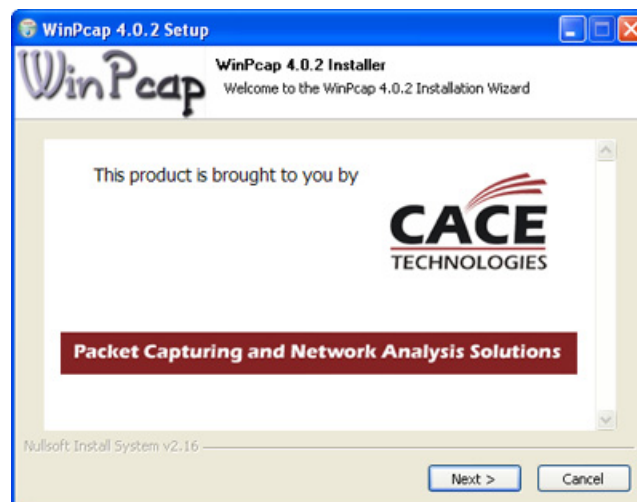 WinPcap 4.0.2 Setup
WinPcap
WinPcap 4.0.2 Installer
Welcome to the WinPcap 4.0.2 Installation Wizard
This product is brought to you by
CACE
TECHNOLOGIES
Packet Capturing and Network Analysis Solutions
Nullsoft Install System v2.16
Next >
Cancel